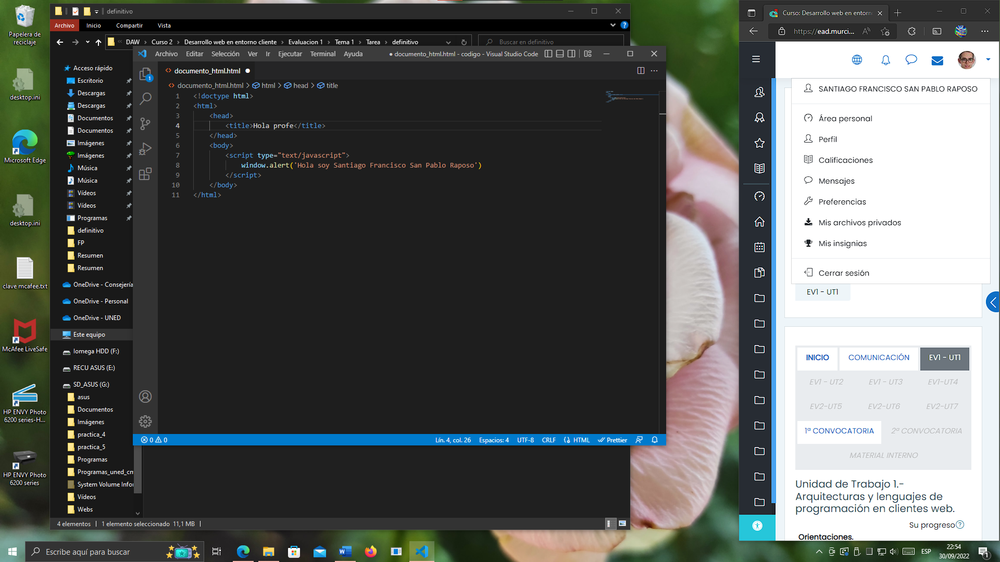 Papelera de
reciclaje
desktop.ini
Microsoft Edge
desktop.ini
clave mcafee.txt
McAfee LiveSafe
HP ENVY Photo
6200 series-H...
HP ENVY Photo
6200 series
definitivo
Archivo Inicio Compartir Vista
DAW Curso 2 Desarrollo web en entorno cliente Evaluacion 1 Tema 1 Tarea definitivo
Buscar en definitivo
Acceso rápido
Escritorio
Descargas
Descargas
Documentos
Documentos
Imágenes
Imágenes
Música
Música
Vídeos
Vídeos
Programas
definitivo
FP
Resumen
Resumen
OneDrive - Consejería
OneDrive - Personal
OneDrive - UNED
Este equipo
Iomega HDD (F:)
RECU ASUS (E:)
SD_ASUS (G:)
asus
Documentos
Imágenes
practica_4
practica_5
Programas
Programas_uned_cm
System Volume Infor
Vídeos
Webs
4 elementos 1 elemento seleccionado 11,1 MB
Archivo Editar Selección Ver Ir Ejecutar Terminal Ayuda
● documento_html.html - codigo - Visual Studio Code
1
documento_html.html
documento_html.html > html > head > title
1 <!doctype html>
2 <html>
3 <head>
4 <title>Hola profe</title>
5 </head>
6 <body>
7 <script type="text/javascript">
8 window.alert('Hola soy Santiago Francisco San Pablo Raposo')
9 </script>
10 </body>
11 </html>
0 0
Lín. 4, col. 26 Espacios: 4 UTF-8 CRLF HTML Prettier
Curso: Desarrollo web en entorn
https://ead.murci...
SANTIAGO FRANCISCO SAN PABLO RAPOSO
Área personal
Perfil
Calificaciones
Mensajes
Preferencias
Mis archivos privados
Mis insignias
Cerrar sesión
EV1 - UT1
INICIO COMUNICACIÓN EV1 - UT1
EV1 - UT2 EV1 - UT3 EV1-UT4
EV2-UT5 EV2-UT6 EV2-UT7
1ª CONVOCATORIA 2ª CONVOCATORIA
MATERIAL INTERNO
Unidad de Trabajo 1.-
Arquitecturas y lenguajes de
programación en clientes web.
Su progreso
Orientaciones.
Escribe aquí para buscar
ESP
22:54
30/09/2022
1